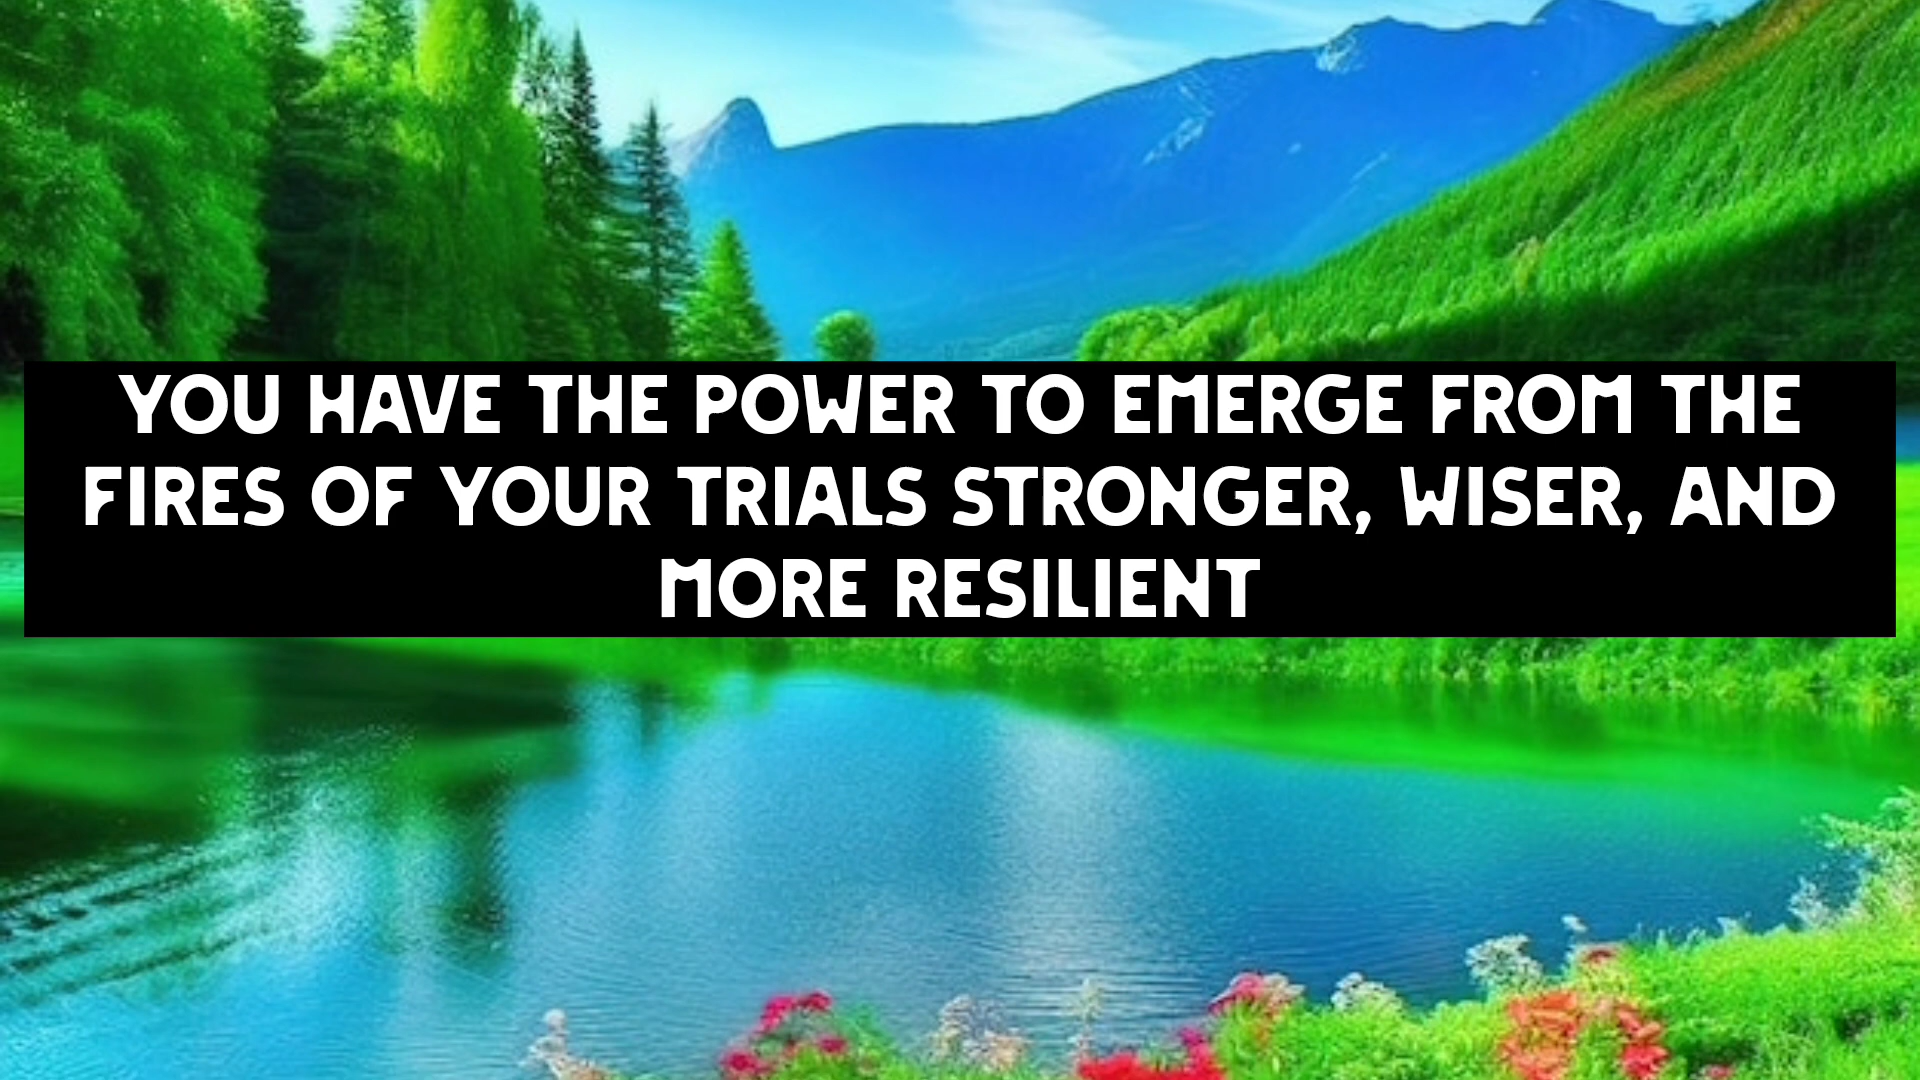 YOU HAVE THE POWER TO EMERGE FROM THE
FIRES OF YOUR TRIALS STRONGER, WISER, AND
MORE RESILIENT